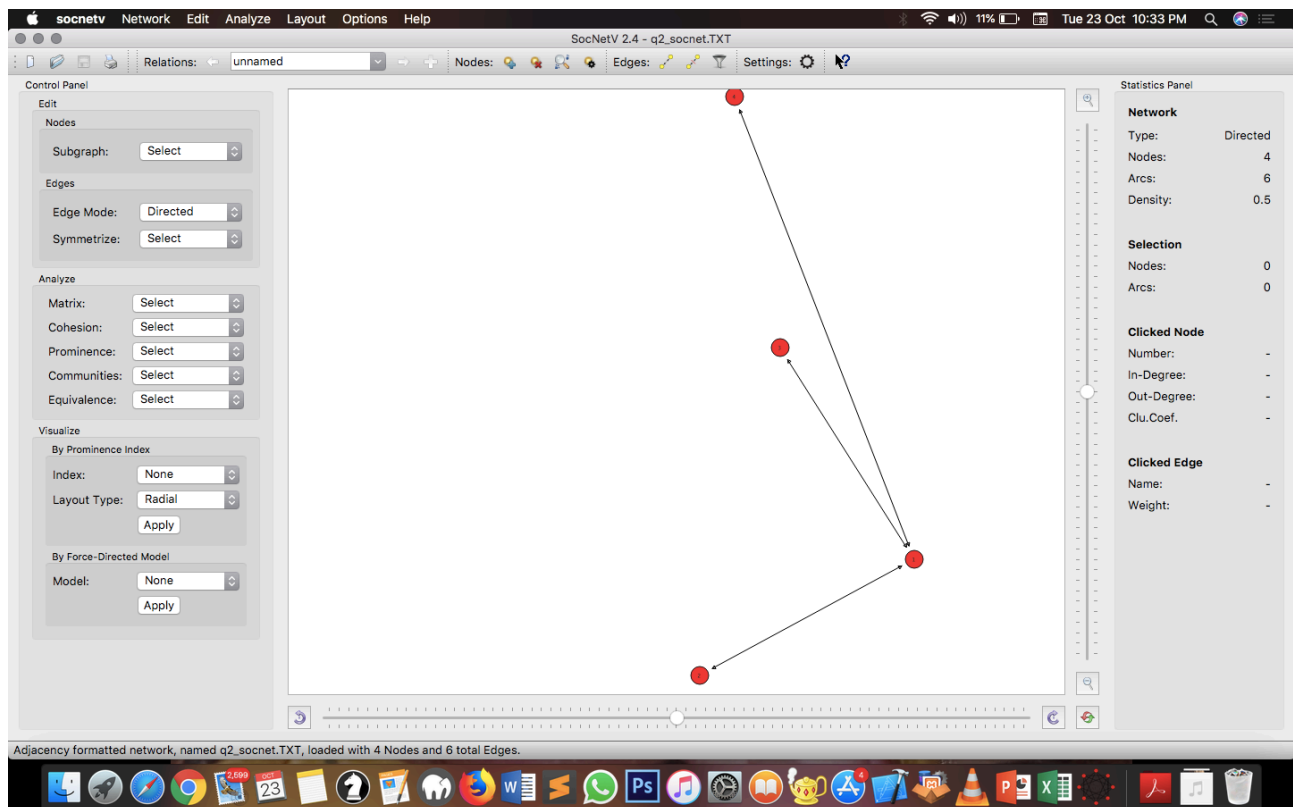 socnetv Network Edit Analyze Layout Options Help 11% Tue 23 Oct 10:33 PM
SocNetV 2.4 - q2_socnet.TXT
Relations: unnamed Nodes: Edges: Settings:
Control Panel
Edit
Nodes
Subgraph: Select
Edges
Edge Mode: Directed
Symmetrize: Select
Analyze
Matrix: Select
Cohesion: Select
Prominence: Select
Communities: Select
Equivalence: Select
Visualize
By Prominence Index
Index: None
Layout Type: Radial
Apply
By Force-Directed Model
Model: None
Apply
Statistics Panel
Network
Type: Directed
Nodes: 4
Arcs: 6
Density: 0.5
Selection
Nodes: 0
Arcs: 0
Clicked Node
Number: -
In-Degree: -
Out-Degree: -
Clu.Coef. -
Clicked Edge
Name: -
Weight: -
Adjacency formatted network, named q2_socnet.TXT, loaded with 4 Nodes and 6 total Edges.
2,599 OCT 23 W S Ps 4 P X